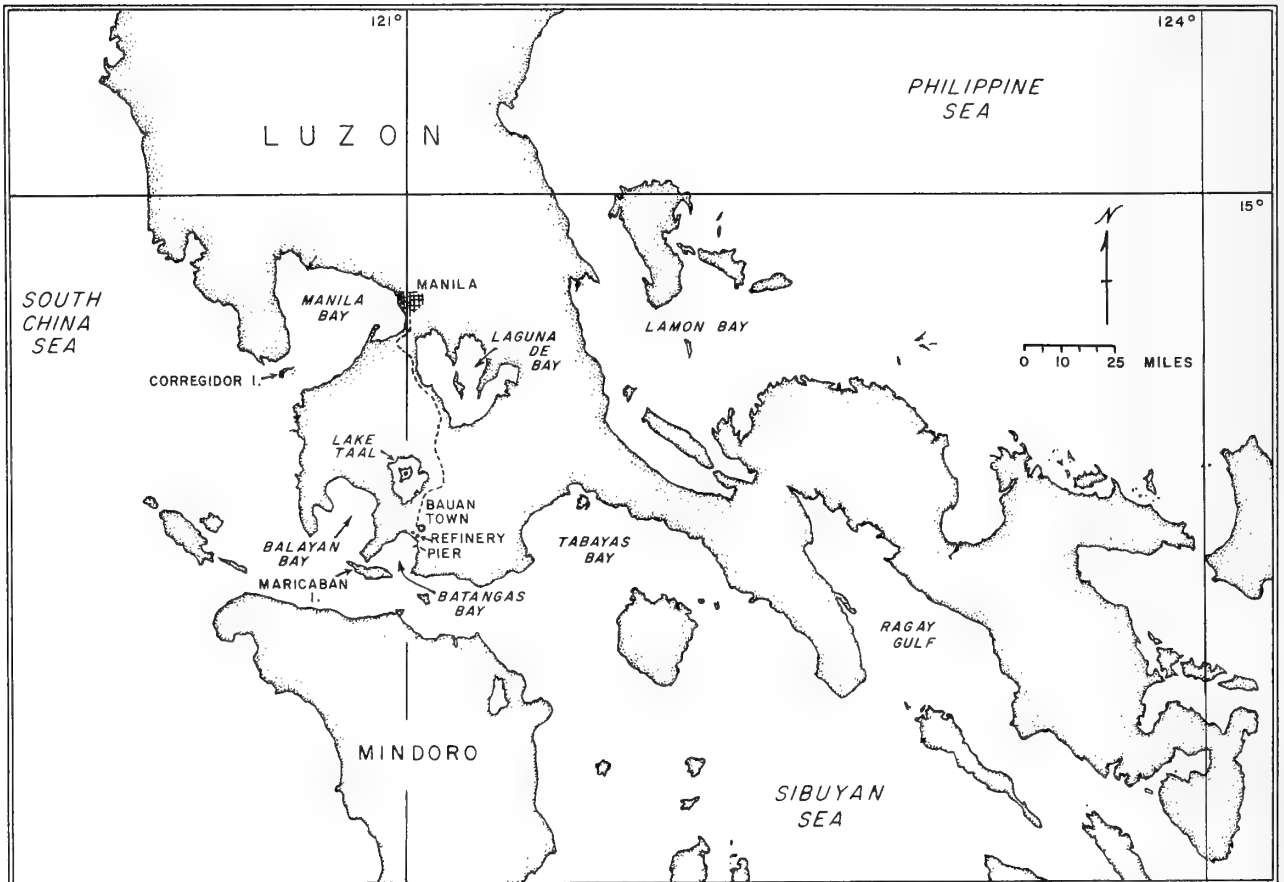 121°
124°
PHILIPPINE
SEA
LUZON
15°
N
MANILA
SOUTH
CHINA
SEA
MANILA
BAY
LAMON BAY
LAGUNA
DE
BAY
0 10 25 MILES
CORREGIDOR I.
LAKE
TAAL
BAUAN
TOWN
REFINERY
PIER
TABAYAS
BAY
BALAYAN
BAY
MARICABAN
I.
BATANGAS
BAY
RAGAY
GULF
MINDORO
SIBUYAN
SEA